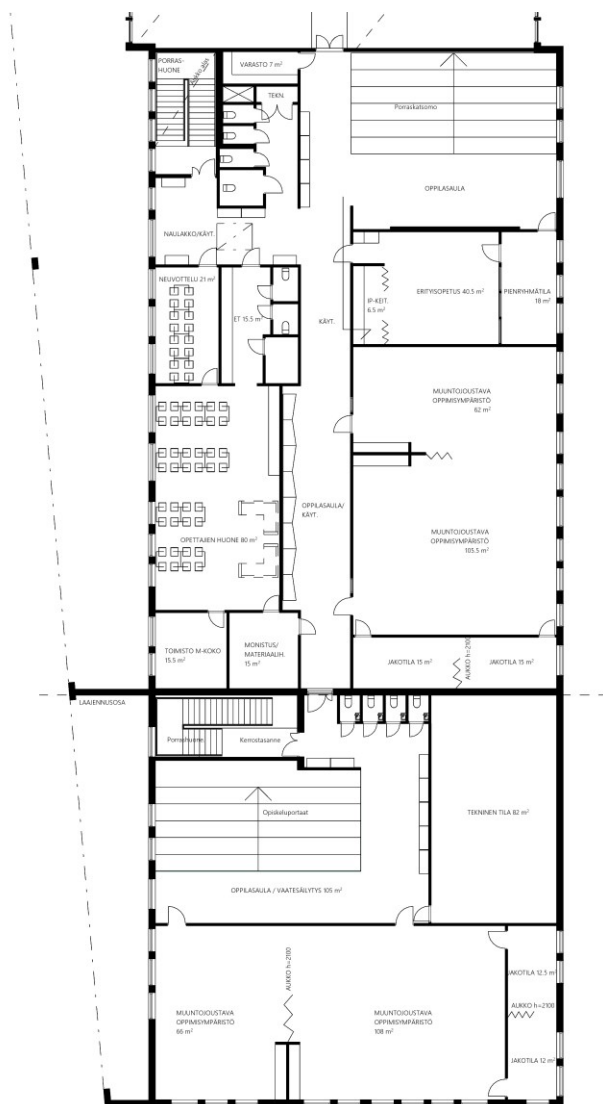 PORRAS-
HUONE
Aukko alas
VARASTO 7 m²
TEKN.
Porraskatsomo
OPPILASAULA
NAULAKKO/KÄYT.
NEUVOTTELU 21 m²
ET 15.5 m²
KÄYT.
IP-KEIT.
6.5 m²
ERITYISOPETUS 40.5 m²
PIENRYHMÄTILA
18 m²
MUUNTOJOUSTAVA
OPPIMISYMPÄRISTÖ
62 m²
OPPILASAULA/
KÄYT.
MUUNTOJOUSTAVA
OPPIMISYMPÄRISTÖ
105.5 m²
OPETTAJIEN HUONE 80 m²
TOIMISTO M-KOKO
15.5 m²
MONISTUS/
MATERIAALIH.
15 m²
JAKOTILA 15 m²
AUKKO h=2100
JAKOTILA 15 m²
LAAJENNUSOSA
Porrashuone
Kerrostasanne
Opiskeluportaat
TEKNINEN TILA 82 m²
OPPILASAULA / VAATESÄILYTYS 105 m²
AUKKO h=2100
JAKOTILA 12.5 m²
AUKKO h=2100
MUUNTOJOUSTAVA
OPPIMISYMPÄRISTÖ
66 m²
MUUNTOJOUSTAVA
OPPIMISYMPÄRISTÖ
108 m²
JAKOTILA 12 m²